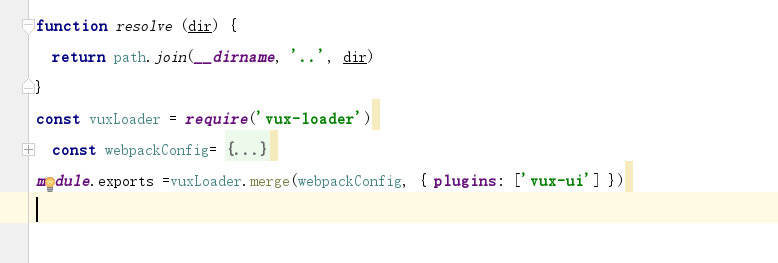 function resolve (dir) {
  return path.join(__dirname, '..', dir)
}
const vuxLoader = require('vux-loader')
  const webpackConfig= {...}
module.exports =vuxLoader.merge(webpackConfig, { plugins: ['vux-ui'] })